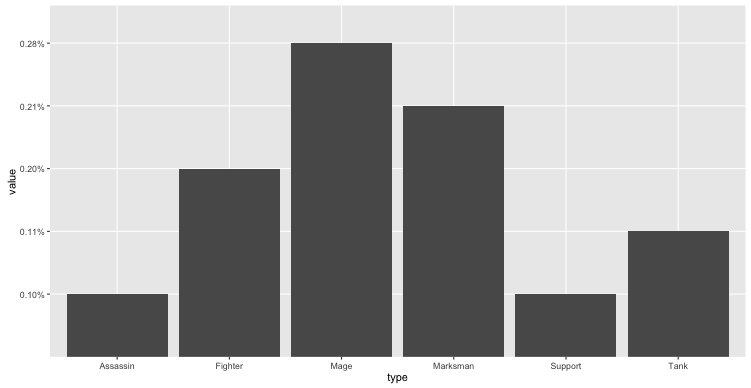 0.28%
0.21%
0.20%
0.11%
0.10%
value
Assassin Fighter Mage Marksman Support Tank
type